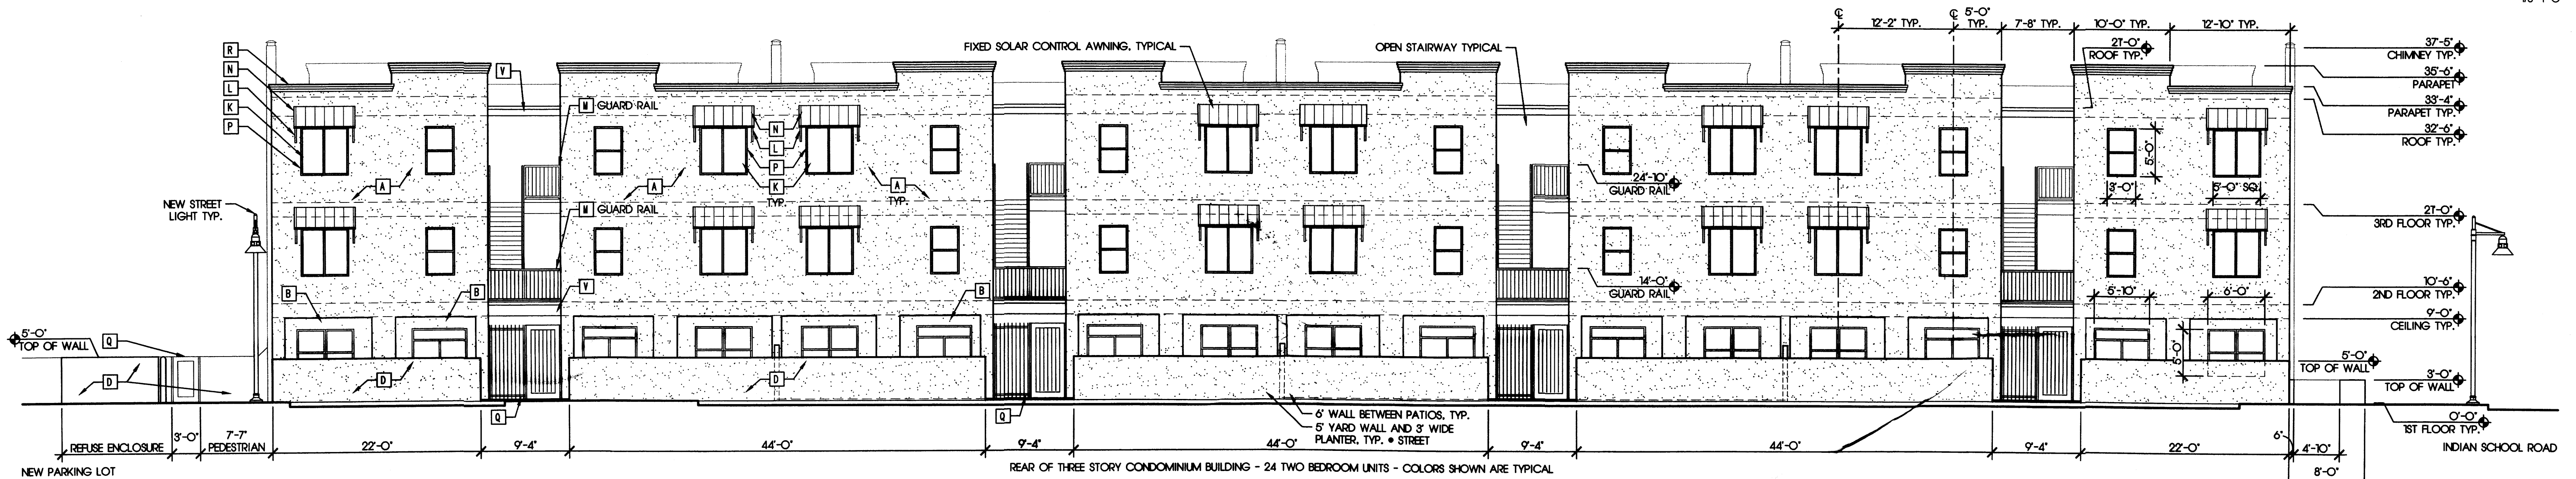 12'-2" TYP.
5'-0"
TYP.
7'-8" TYP.
10'-0" TYP.
12'-10" TYP.
R
N
L
K
P
V
M GUARD RAIL
FIXED SOLAR CONTROL AWNING, TYPICAL
OPEN STAIRWAY TYPICAL
27'-0"
ROOF TYP.
37'-5"
CHIMNEY TYP.
35'-6"
PARAPET
33'-4"
PARAPET TYP.
32'-6"
ROOF TYP.
N
L
P
K
TYP.
A
A
A
TYP.
24'-10"
GUARD RAIL
5'-0"
3'-0"
5'-0" SQ.
NEW STREET
LIGHT TYP.
M GUARD RAIL
27'-0"
3RD FLOOR TYP.
14'-0"
GUARD RAIL
10'-6"
2ND FLOOR TYP.
B
B
V
B
5'-10"
6'-0"
9'-0"
CEILING TYP.
5'-0"
TOP OF WALL
Q
5'-0"
5'-0"
TOP OF WALL
D
D
D
3'-0"
TOP OF WALL
Q
Q
6' WALL BETWEEN PATIOS, TYP.
5' YARD WALL AND 3' WIDE
PLANTER, TYP. • STREET
0'-0"
1ST FLOOR TYP.
REFUSE ENCLOSURE
3'-0"
7'-7"
PEDESTRIAN
22'-0"
9'-4"
44'-0"
9'-4"
44'-0"
9'-4"
44'-0"
9'-4"
22'-0"
6"
4'-10"
8'-0"
INDIAN SCHOOL ROAD
NEW PARKING LOT
REAR OF THREE STORY CONDOMINIUM BUILDING - 24 TWO BEDROOM UNITS - COLORS SHOWN ARE TYPICAL